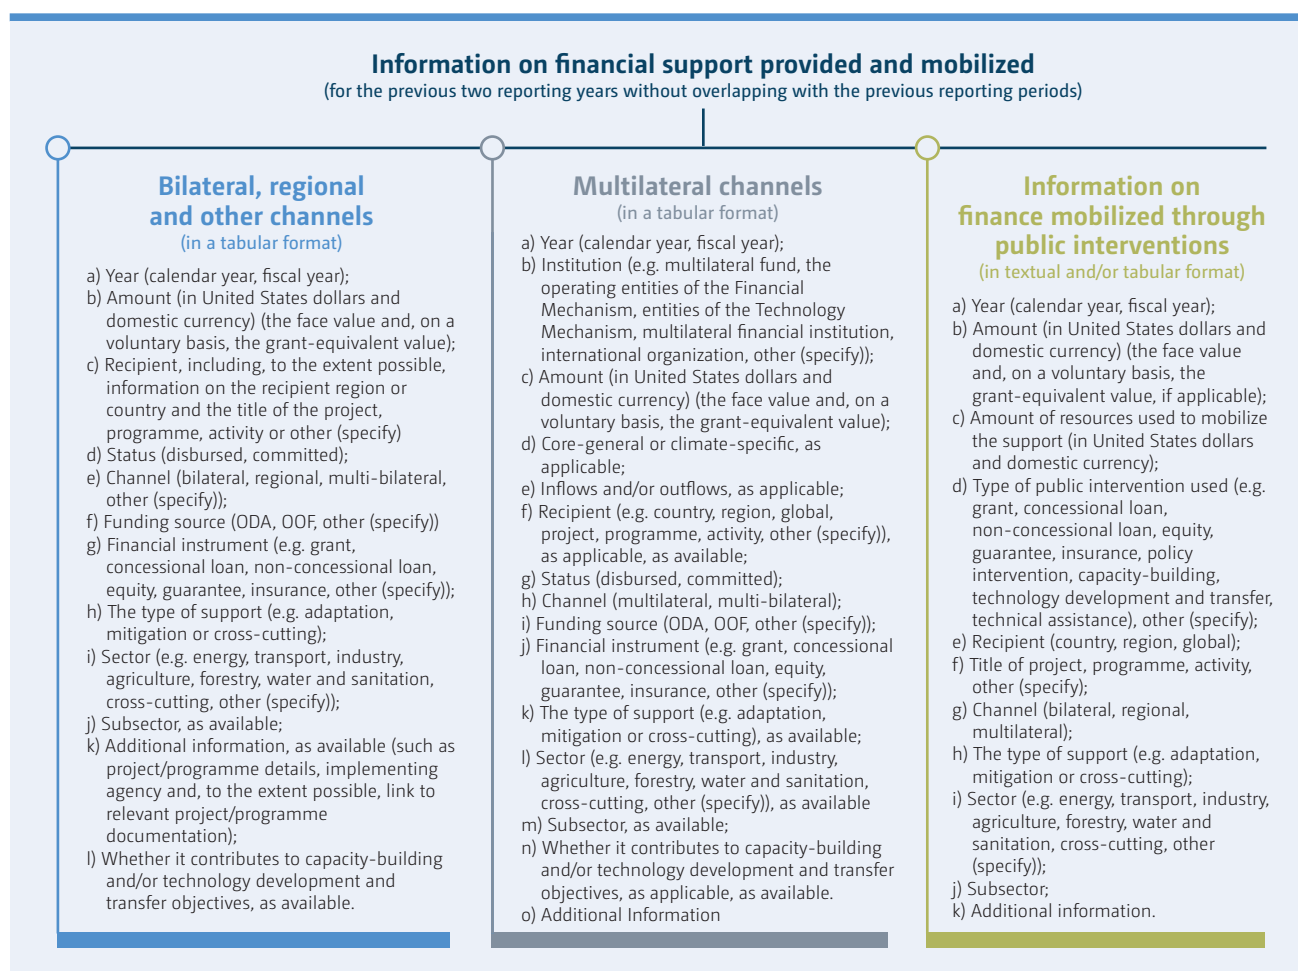 Information on financial support provided and mobilized
(for the previous two reporting years without overlapping with the previous reporting periods)
Bilateral, regional
and other channels
(in a tabular format)
a) Year (calendar year, fiscal year);
b) Amount (in United States dollars and
domestic currency) (the face value and, on a
voluntary basis, the grant-equivalent value);
c) Recipient, including, to the extent possible,
information on the recipient region or
country and the title of the project,
programme, activity or other (specify)
d) Status (disbursed, committed);
e) Channel (bilateral, regional, multi-bilateral,
other (specify));
f) Funding source (ODA, OOF, other (specify))
g) Financial instrument (e.g. grant,
concessional loan, non-concessional loan,
equity, guarantee, insurance, other (specify));
h) The type of support (e.g. adaptation,
mitigation or cross-cutting);
i) Sector (e.g. energy, transport, industry,
agriculture, forestry, water and sanitation,
cross-cutting, other (specify));
j) Subsector, as available;
k) Additional information, as available (such as
project/programme details, implementing
agency and, to the extent possible, link to
relevant project/programme
documentation);
l) Whether it contributes to capacity-building
and/or technology development and
transfer objectives, as available.
Multilateral channels
(in a tabular format)
a) Year (calendar year, fiscal year);
b) Institution (e.g. multilateral fund, the
operating entities of the Financial
Mechanism, entities of the Technology
Mechanism, multilateral financial institution,
international organization, other (specify));
c) Amount (in United States dollars and
domestic currency) (the face value and, on a
voluntary basis, the grant-equivalent value);
d) Core-general or climate-specific, as
applicable;
e) Inflows and/or outflows, as applicable;
f) Recipient (e.g. country, region, global,
project, programme, activity, other (specify)),
as applicable, as available;
g) Status (disbursed, committed);
h) Channel (multilateral, multi-bilateral);
i) Funding source (ODA, OOF, other (specify));
j) Financial instrument (e.g. grant, concessional
loan, non-concessional loan, equity,
guarantee, insurance, other (specify));
k) The type of support (e.g. adaptation,
mitigation or cross-cutting), as available;
l) Sector (e.g. energy, transport, industry,
agriculture, forestry, water and sanitation,
cross-cutting, other (specify)), as available
m) Subsector, as available;
n) Whether it contributes to capacity-building
and/or technology development and transfer
objectives, as applicable, as available.
o) Additional Information
Information on
finance mobilized through
public interventions
(in textual and/or tabular format)
a) Year (calendar year, fiscal year);
b) Amount (in United States dollars and
domestic currency) (the face value
and, on a voluntary basis, the
grant-equivalent value, if applicable);
c) Amount of resources used to mobilize
the support (in United States dollars
and domestic currency);
d) Type of public intervention used (e.g.
grant, concessional loan,
non-concessional loan, equity,
guarantee, insurance, policy
intervention, capacity-building,
technology development and transfer,
technical assistance), other (specify);
e) Recipient (country, region, global);
f) Title of project, programme, activity,
other (specify);
g) Channel (bilateral, regional,
multilateral);
h) The type of support (e.g. adaptation,
mitigation or cross-cutting);
i) Sector (e.g. energy, transport, industry,
agriculture, forestry, water and
sanitation, cross-cutting, other
(specify));
j) Subsector;
k) Additional information.